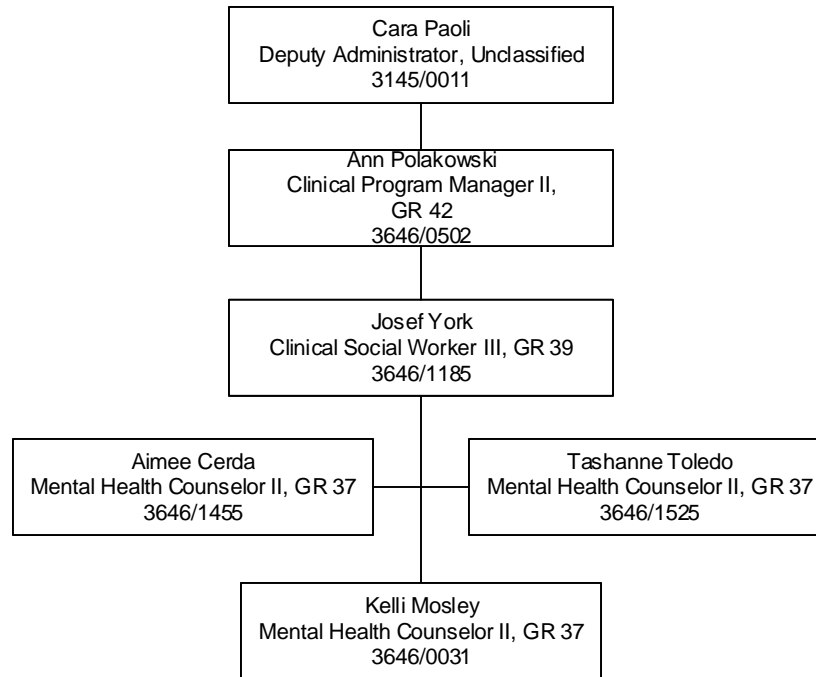 Cara Paoli
Deputy Administrator, Unclassified
3145/0011
Ann Polakowski
Clinical Program Manager II,
GR 42
3646/0502
Josef York
Clinical Social Worker III, GR 39
3646/1185
Aimee Cerda
Mental Health Counselor II, GR 37
3646/1455
Tashanne Toledo
Mental Health Counselor II, GR 37
3646/1525
Kelli Mosley
Mental Health Counselor II, GR 37
3646/0031